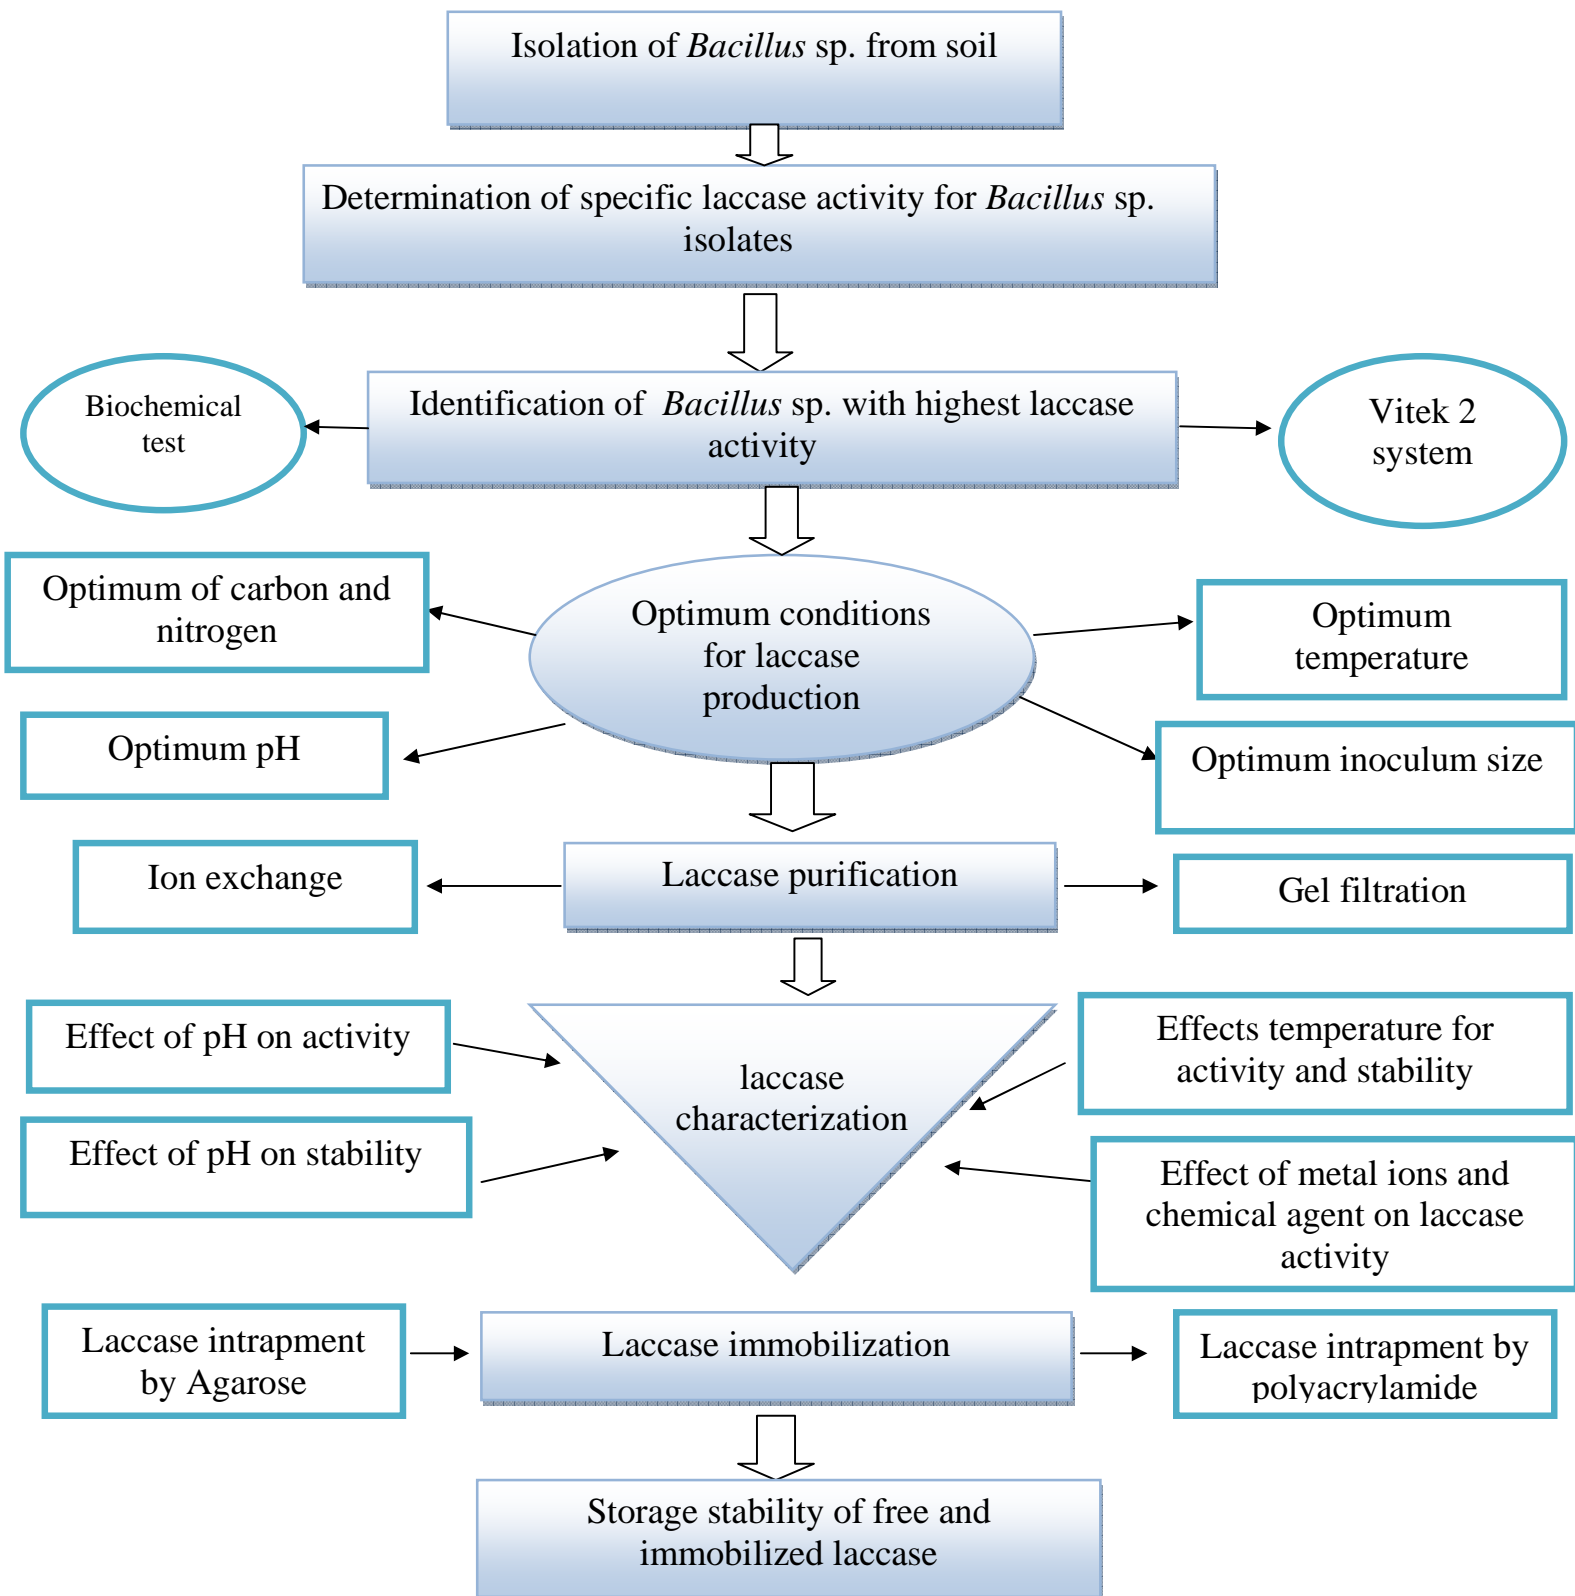 Isolation of Bacillus sp. from soil
Determination of specific laccase activity for Bacillus sp.
isolates
Biochemical
test
Identification of Bacillus sp. with highest laccase
activity
Vitek 2
system
Optimum of carbon and
nitrogen
Optimum conditions
for laccase
production
Optimum
temperature
Optimum pH
Optimum inoculum size
Ion exchange
Laccase purification
Gel filtration
Effect of pH on activity
laccase
characterization
Effects temperature for
activity and stability
Effect of pH on stability
Effect of metal ions and
chemical agent on laccase
activity
Laccase intrapment
by Agarose
Laccase immobilization
Laccase intrapment by
polyacrylamide
Storage stability of free and
immobilized laccase